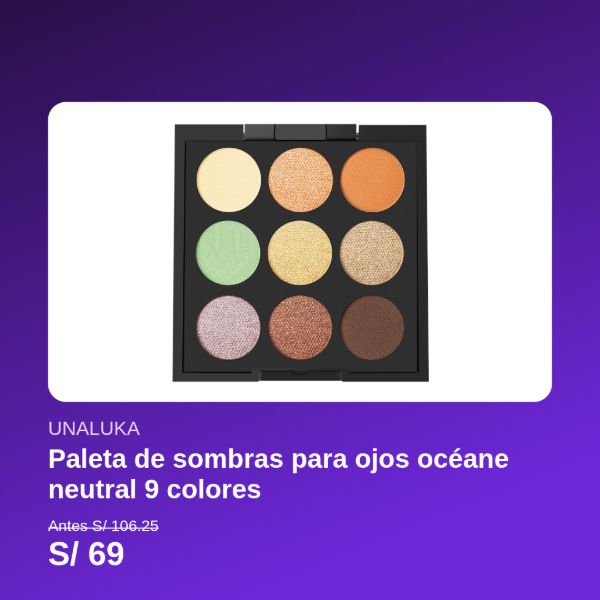 UNALUKA
Paleta de sombras para ojos océane
neutral 9 colores
Antes S/ 106.25
S/ 69